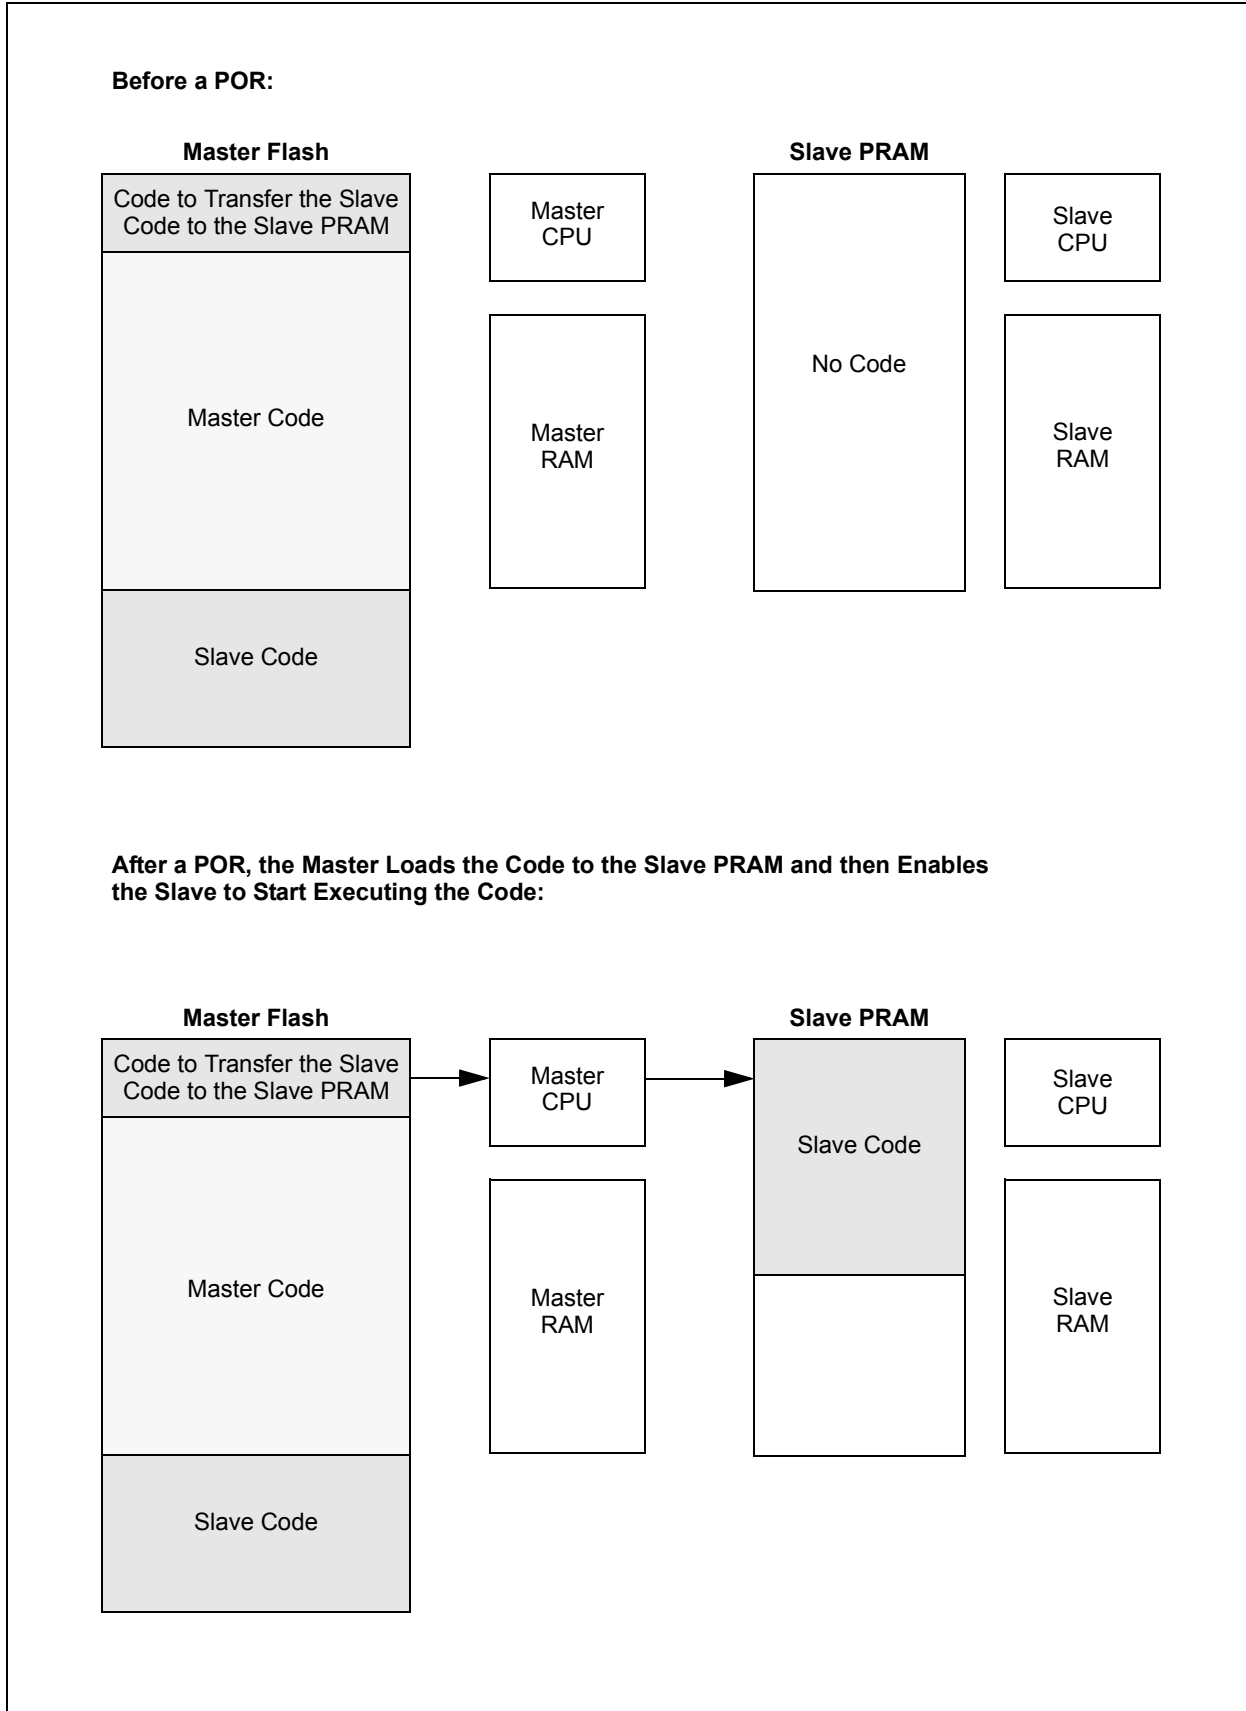 Before a POR:
Master Flash
Slave PRAM
Code to Transfer the Slave
Code to the Slave PRAM
Master
CPU
Slave
CPU
No Code
Master Code
Master
RAM
Slave
RAM
Slave Code
After a POR, the Master Loads the Code to the Slave PRAM and then Enables
the Slave to Start Executing the Code:
Master Flash
Slave PRAM
Code to Transfer the Slave
Code to the Slave PRAM
Master
CPU
Slave
CPU
Slave Code
Master Code
Master
RAM
Slave
RAM
Slave Code